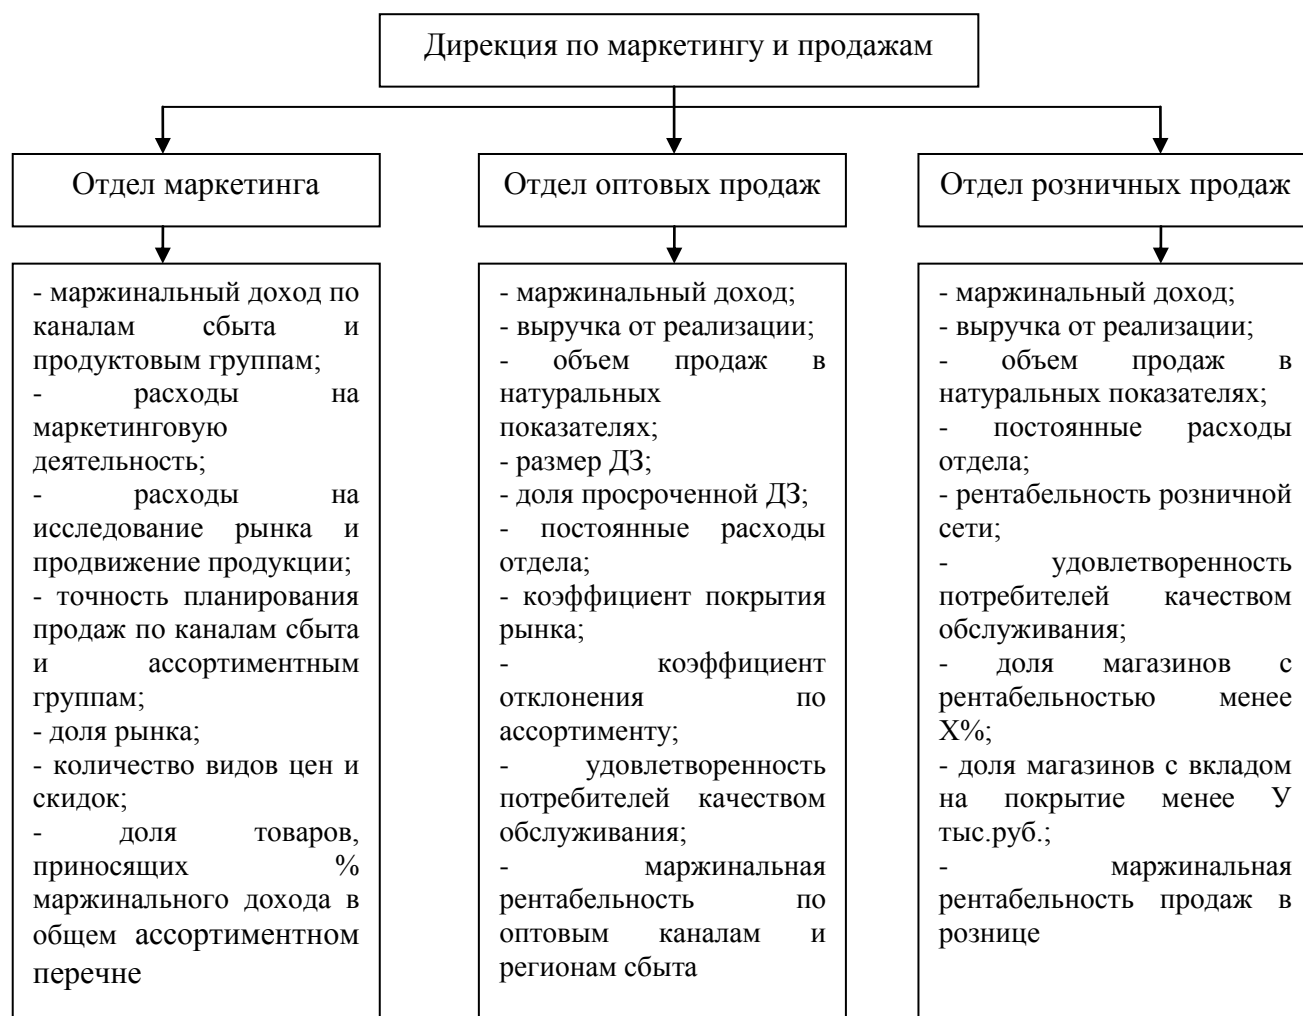 Дирекция по маркетингу и продажам
Отдел маркетинга
Отдел оптовых продаж
Отдел розничных продаж
- маржинальный доход по
каналам сбыта и
продуктовым группам;
- расходы на
маркетинговую
деятельность;
- расходы на
исследование рынка и
продвижение продукции;
- точность планирования
продаж по каналам сбыта
и ассортиментным
группам;
- доля рынка;
- количество видов цен и
скидок;
- доля товаров,
приносящих %
маржинального дохода в
общем ассортиментном
перечне
- маржинальный доход;
- выручка от реализации;
- объем продаж в
натуральных
показателях;
- размер ДЗ;
- доля просроченной ДЗ;
- постоянные расходы
отдела;
- коэффициент покрытия
рынка;
- коэффициент
отклонения по
ассортименту;
- удовлетворенность
потребителей качеством
обслуживания;
- маржинальная
рентабельность по
оптовым каналам и
регионам сбыта
- маржинальный доход;
- выручка от реализации;
- объем продаж в
натуральных показателях;
- постоянные расходы
отдела;
- рентабельность розничной
сети;
- удовлетворенность
потребителей качеством
обслуживания;
- доля магазинов с
рентабельностью менее
Х%;
- доля магазинов с вкладом
на покрытие менее У
тыс.руб.;
- маржинальная
рентабельность продаж в
рознице